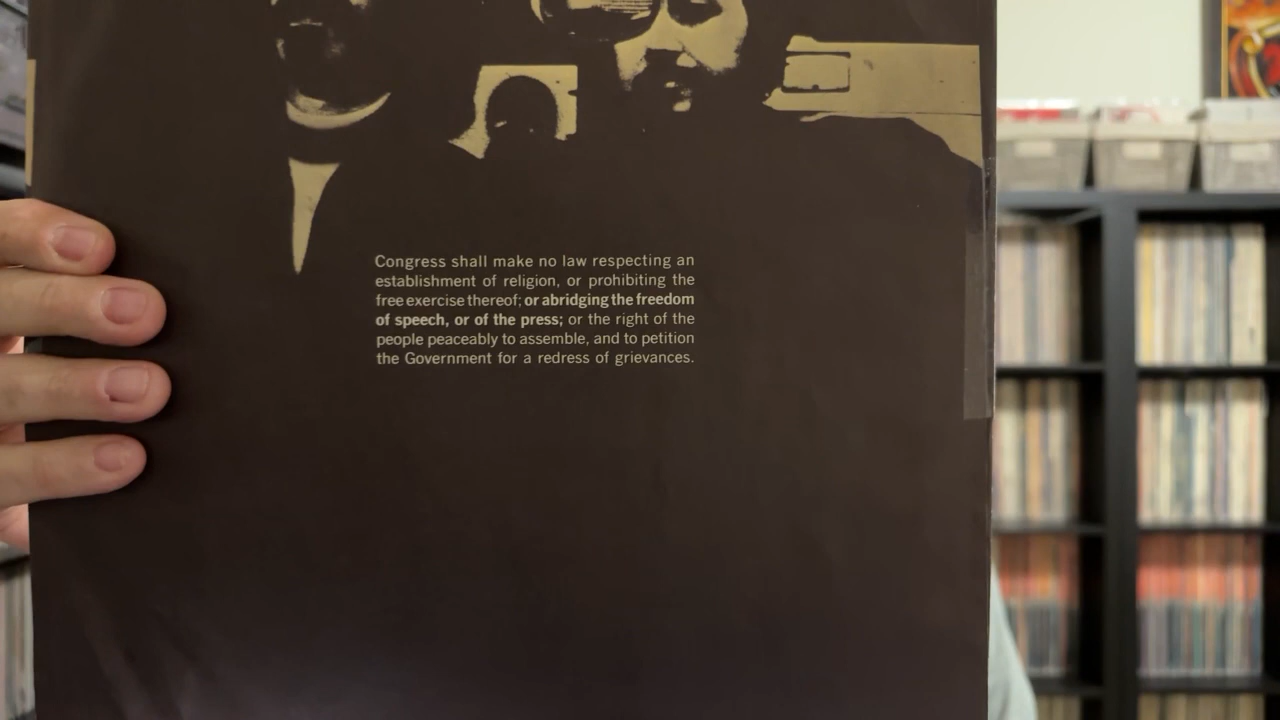 Congress shall make no law respecting an
establishment of religion, or prohibiting the
free exercise thereof; or abridging the freedom
of speech, or of the press; or the right of the
people peaceably to assemble, and to petition
the Government for a redress of grievances.